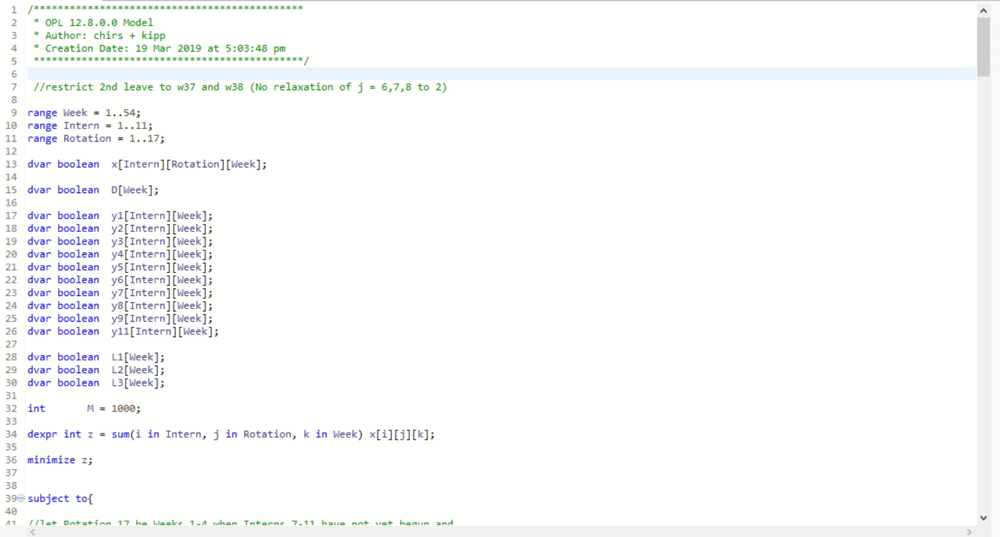 1 /*********************************************
2 * OPL 12.8.0.0 Model
3 * Author: chirs + kipp
4 * Creation Date: 19 Mar 2019 at 5:03:48 pm
5 *********************************************/
6
7 //restrict 2nd leave to w37 and w38 (No relaxation of j = 6,7,8 to 2)
8
9 range Week = 1..54;
10 range Intern = 1..11;
11 range Rotation = 1..17;
12
13 dvar boolean x[Intern][Rotation][Week];
14
15 dvar boolean D[Week];
16
17 dvar boolean y1[Intern][Week];
18 dvar boolean y2[Intern][Week];
19 dvar boolean y3[Intern][Week];
20 dvar boolean y4[Intern][Week];
21 dvar boolean y5[Intern][Week];
22 dvar boolean y6[Intern][Week];
23 dvar boolean y7[Intern][Week];
24 dvar boolean y8[Intern][Week];
25 dvar boolean y9[Intern][Week];
26 dvar boolean y11[Intern][Week];
27
28 dvar boolean L1[Week];
29 dvar boolean L2[Week];
30 dvar boolean L3[Week];
31
32 int M = 1000;
33
34 dexpr int z = sum(i in Intern, j in Rotation, k in Week) x[i][j][k];
35
36 minimize z;
37
38
39 subject to{
40
41 //let Rotation 17 be Weeks 1-4 when Interns 7-11 have not yet begun and